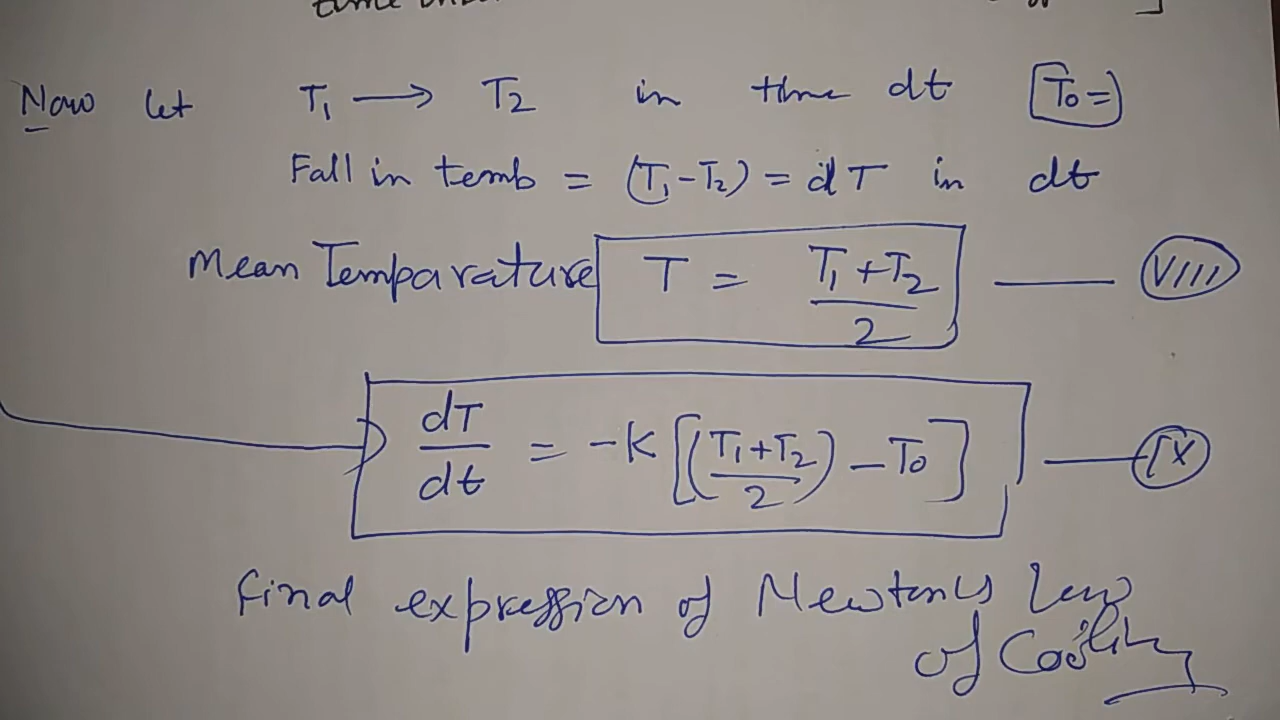 Now let T₁ → T₂ in time dt [T₀=]
Fall in temb = (T₁-T₂) = dT in dt
Mean Temparature T = (T₁+T₂)/2 — VIII
dT/dt = -K[((T₁+T₂)/2) - T₀] — IX
Final expression of Newton's Law
of Cooling